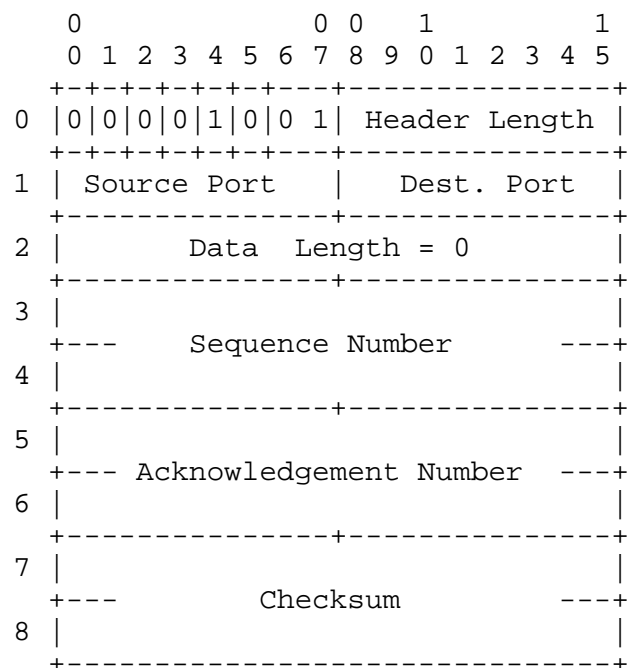 0             0 0   1         1
 0 1 2 3 4 5 6 7 8 9 0 1 2 3 4 5
 +-+-+-+-+-+-+---+---------------+
0 |0|0|0|0|1|0|0 1| Header Length |
 +-+-+-+-+-+-+---+---------------+
1 | Source Port | Dest. Port |
 +---------------+---------------+
2 | Data  Length = 0 |
 +---------------+---------------+
3 | |
 +--- Sequence Number ---+
4 | |
 +---------------+---------------+
5 | |
 +--- Acknowledgement Number ---+
6 | |
 +---------------+---------------+
7 | |
 +--- Checksum ---+
8 | |
 +-------------------------------+